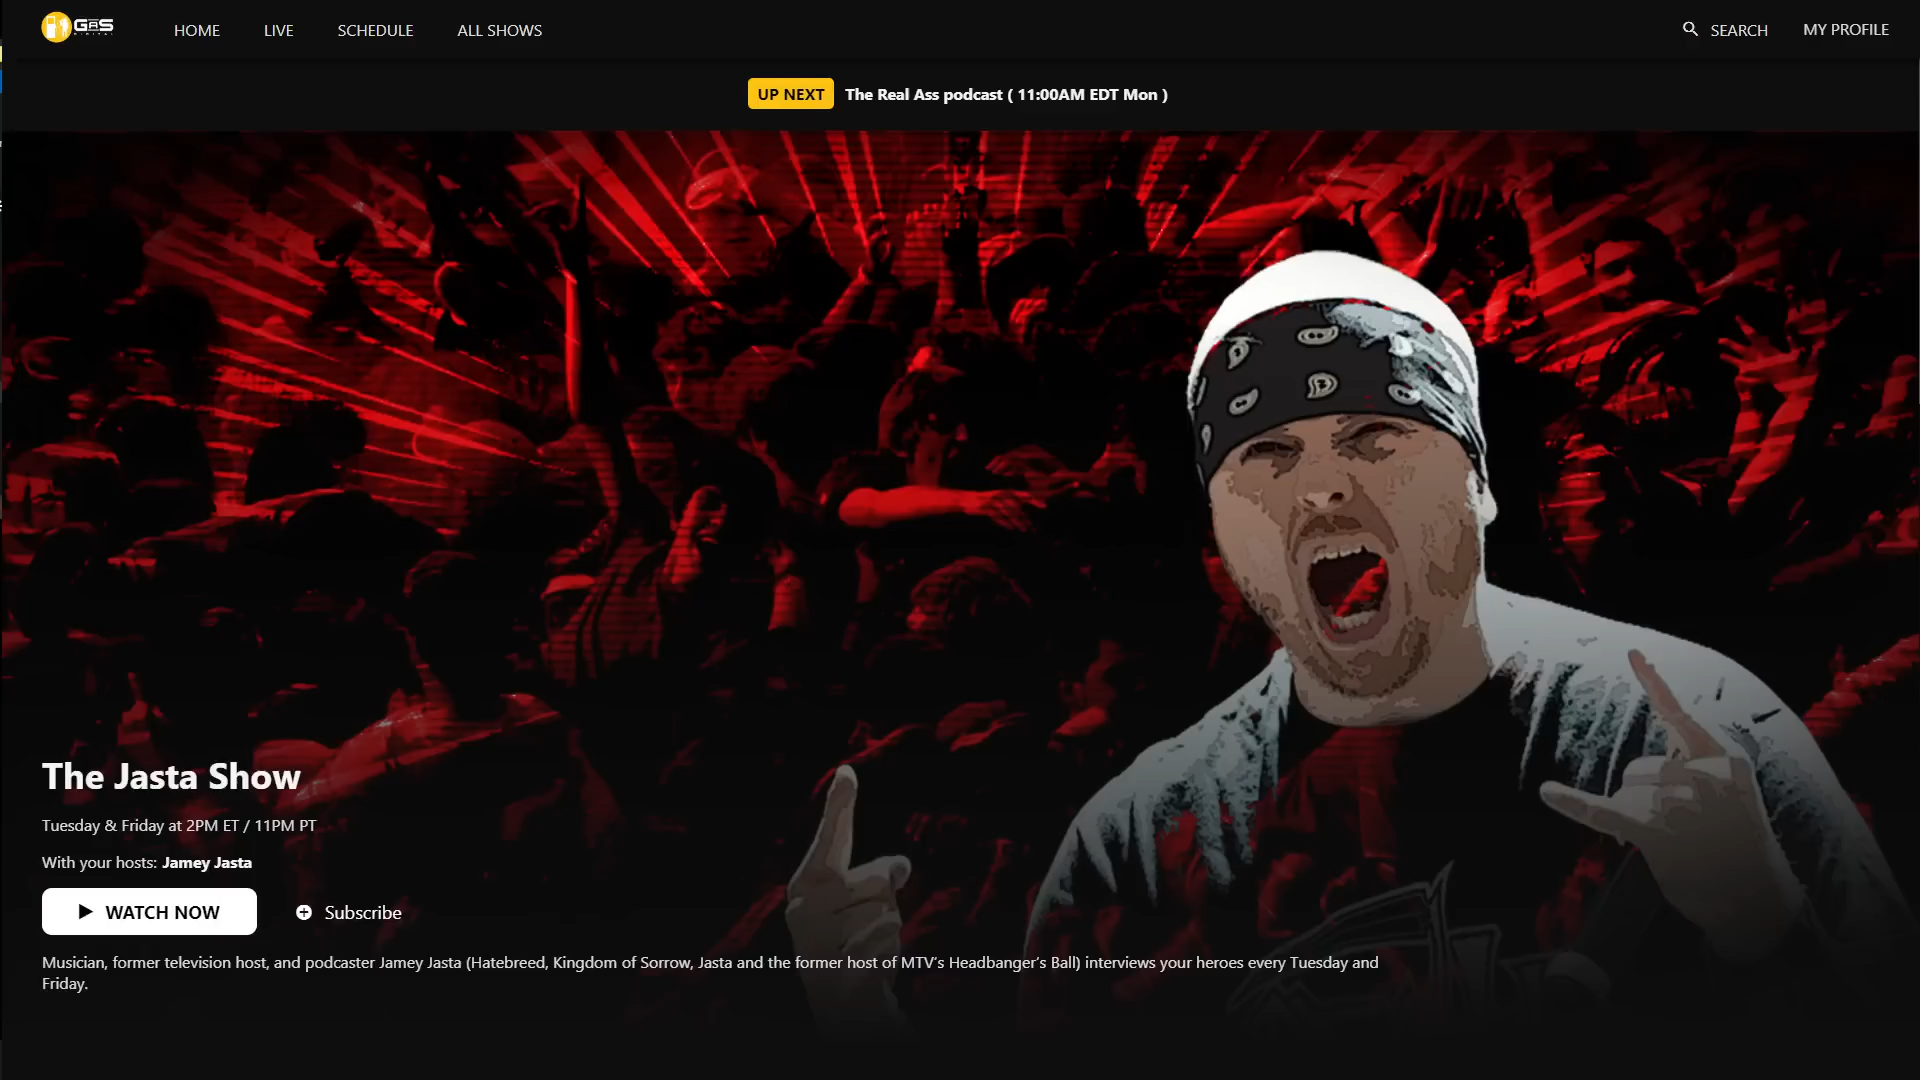 GaS
DIGITAL
HOME
LIVE
SCHEDULE
ALL SHOWS
SEARCH
MY PROFILE
UP NEXT
The Real Ass podcast ( 11:00AM EDT Mon )
The Jasta Show
Tuesday & Friday at 2PM ET / 11PM PT
With your hosts: Jamey Jasta
WATCH NOW
Subscribe
Musician, former television host, and podcaster Jamey Jasta (Hatebreed, Kingdom of Sorrow, Jasta and the former host of MTV’s Headbanger’s Ball) interviews your heroes every Tuesday and
Friday.